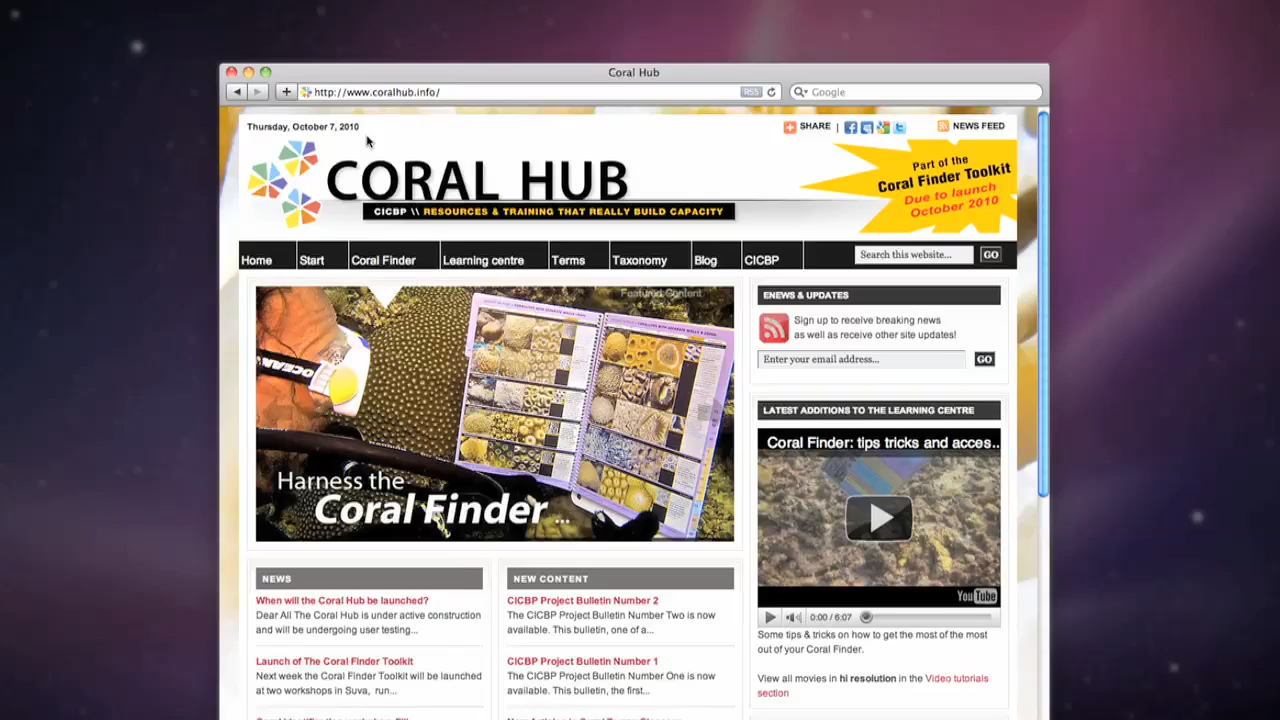 Coral Hub
http://www.coralhub.info/
RSS
Google
Thursday, October 7, 2010
SHARE |
NEWS FEED
CORAL HUB
CICBP \\ RESOURCES & TRAINING THAT REALLY BUILD CAPACITY
Part of the
Coral Finder Toolkit
Due to launch
October 2010
Home
Start
Coral Finder
Learning centre
Terms
Taxonomy
Blog
CICBP
Search this website...
GO
Featured Content
OCEAN
Harness the
Coral Finder ...
ENEWS & UPDATES
Sign up to receive breaking news
as well as receive other site updates!
Enter your email address...
GO
LATEST ADDITIONS TO THE LEARNING CENTRE
Coral Finder: tips tricks and acces...
YouTube
0:00 / 6:07
Some tips & tricks on how to get the most of the most
out of your Coral Finder.
View all movies in hi resolution in the Video tutorials
section
NEWS
When will the Coral Hub be launched?
Dear All The Coral Hub is under active construction
and will be undergoing user testing...
Launch of The Coral Finder Toolkit
Next week the Coral Finder Toolkit will be launched
at two workshops in Suva, run...
NEW CONTENT
CICBP Project Bulletin Number 2
The CICBP Project Bulletin Number Two is now
available. This bulletin, one of a...
CICBP Project Bulletin Number 1
The CICBP Project Bulletin Number One is now
available. This bulletin, the first...